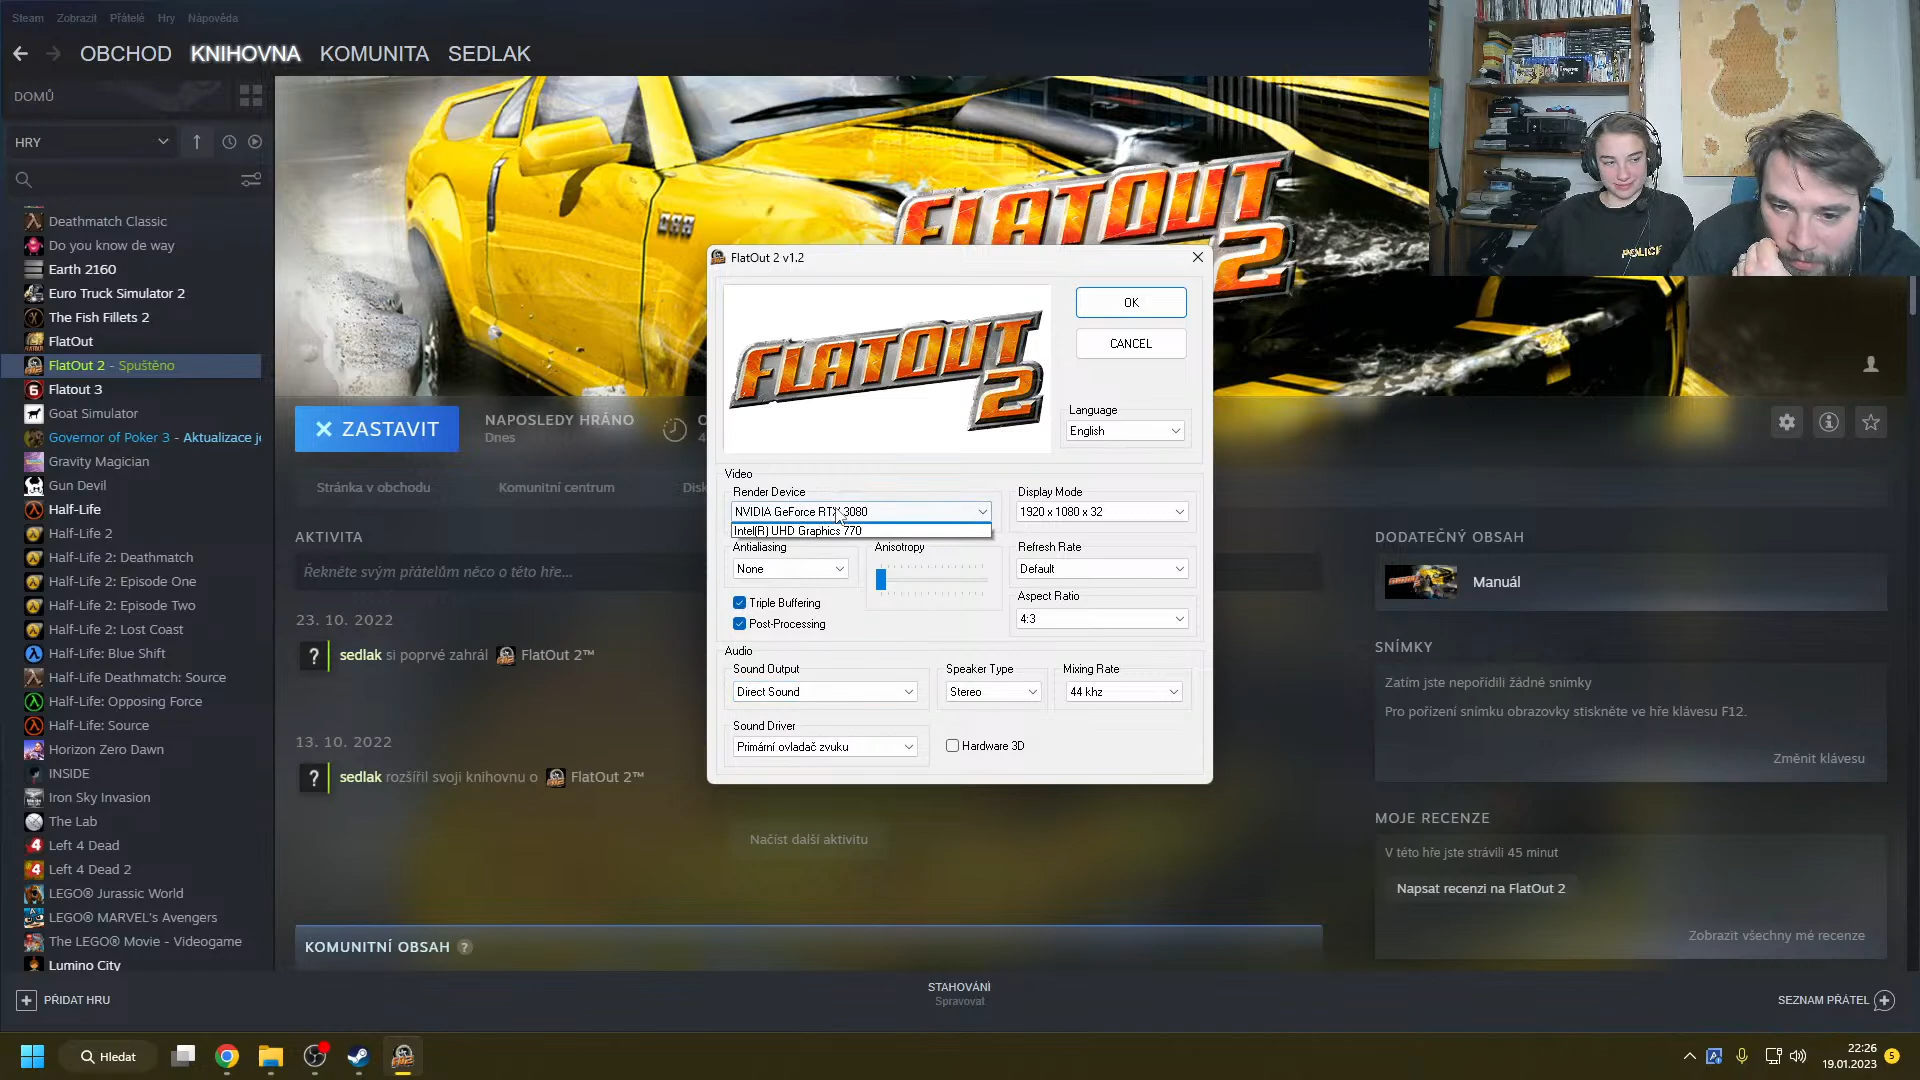 Steam Zobrazit Přátelé Hry Nápověda
OBCHOD KNIHOVNA KOMUNITA SEDLAK
DOMŮ
HRY
Deathmatch Classic
Do you know de way
Earth 2160
Euro Truck Simulator 2
The Fish Fillets 2
FlatOut
FlatOut 2 - Spuštěno
Flatout 3
Goat Simulator
Governor of Poker 3 - Aktualizace je
Gravity Magician
Gun Devil
Half-Life
Half-Life 2
Half-Life 2: Deathmatch
Half-Life 2: Episode One
Half-Life 2: Episode Two
Half-Life 2: Lost Coast
Half-Life: Blue Shift
Half-Life Deathmatch: Source
Half-Life: Opposing Force
Half-Life: Source
Horizon Zero Dawn
INSIDE
Iron Sky Invasion
The Lab
Left 4 Dead
Left 4 Dead 2
LEGO® Jurassic World
LEGO® MARVEL's Avengers
The LEGO® Movie - Videogame
Lumino City
PŘIDAT HRU
FLATOUT
2
POLICE
ZASTAVIT
NAPOSLEDY HRÁNO
Dnes
Stránka v obchodu
Komunitní centrum
Disk
AKTIVITA
Řekněte svým přátelům něco o této hře...
23. 10. 2022
sedlak si poprvé zahrál FlatOut 2™
13. 10. 2022
sedlak rozšířil svoji knihovnu o FlatOut 2™
Načíst další aktivitu
KOMUNITNÍ OBSAH ?
FlatOut 2 v1.2
FLATOUT
2
OK
CANCEL
Language
English
Video
Render Device
NVIDIA GeForce RTX 3080
Intel(R) UHD Graphics 770
Display Mode
1920 x 1080 x 32
Antialiasing
None
Anisotropy
Refresh Rate
Default
Triple Buffering
Post-Processing
Aspect Ratio
4:3
Audio
Sound Output
Direct Sound
Speaker Type
Stereo
Mixing Rate
44 khz
Sound Driver
Primární ovladač zvuku
Hardware 3D
DODATEČNÝ OBSAH
Manuál
SNÍMKY
Zatím jste nepořídili žádné snímky
Pro pořízení snímku obrazovky stiskněte ve hře klávesu F12.
Změnit klávesu
MOJE RECENZE
V této hře jste strávili 45 minut
Napsat recenzi na FlatOut 2
Zobrazit všechny mé recenze
STAHOVÁNÍ
Spravovat
SEZNAM PŘÁTEL
Hledat
22:26
19.01.2023
5